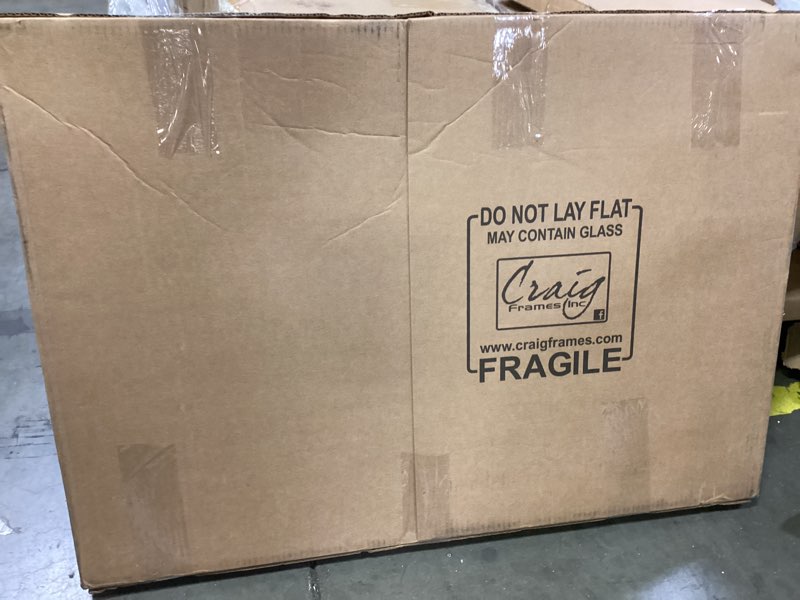 DO NOT LAY FLAT
MAY CONTAIN GLASS
Craig
Frames Inc
f
www.craigframes.com
FRAGILE